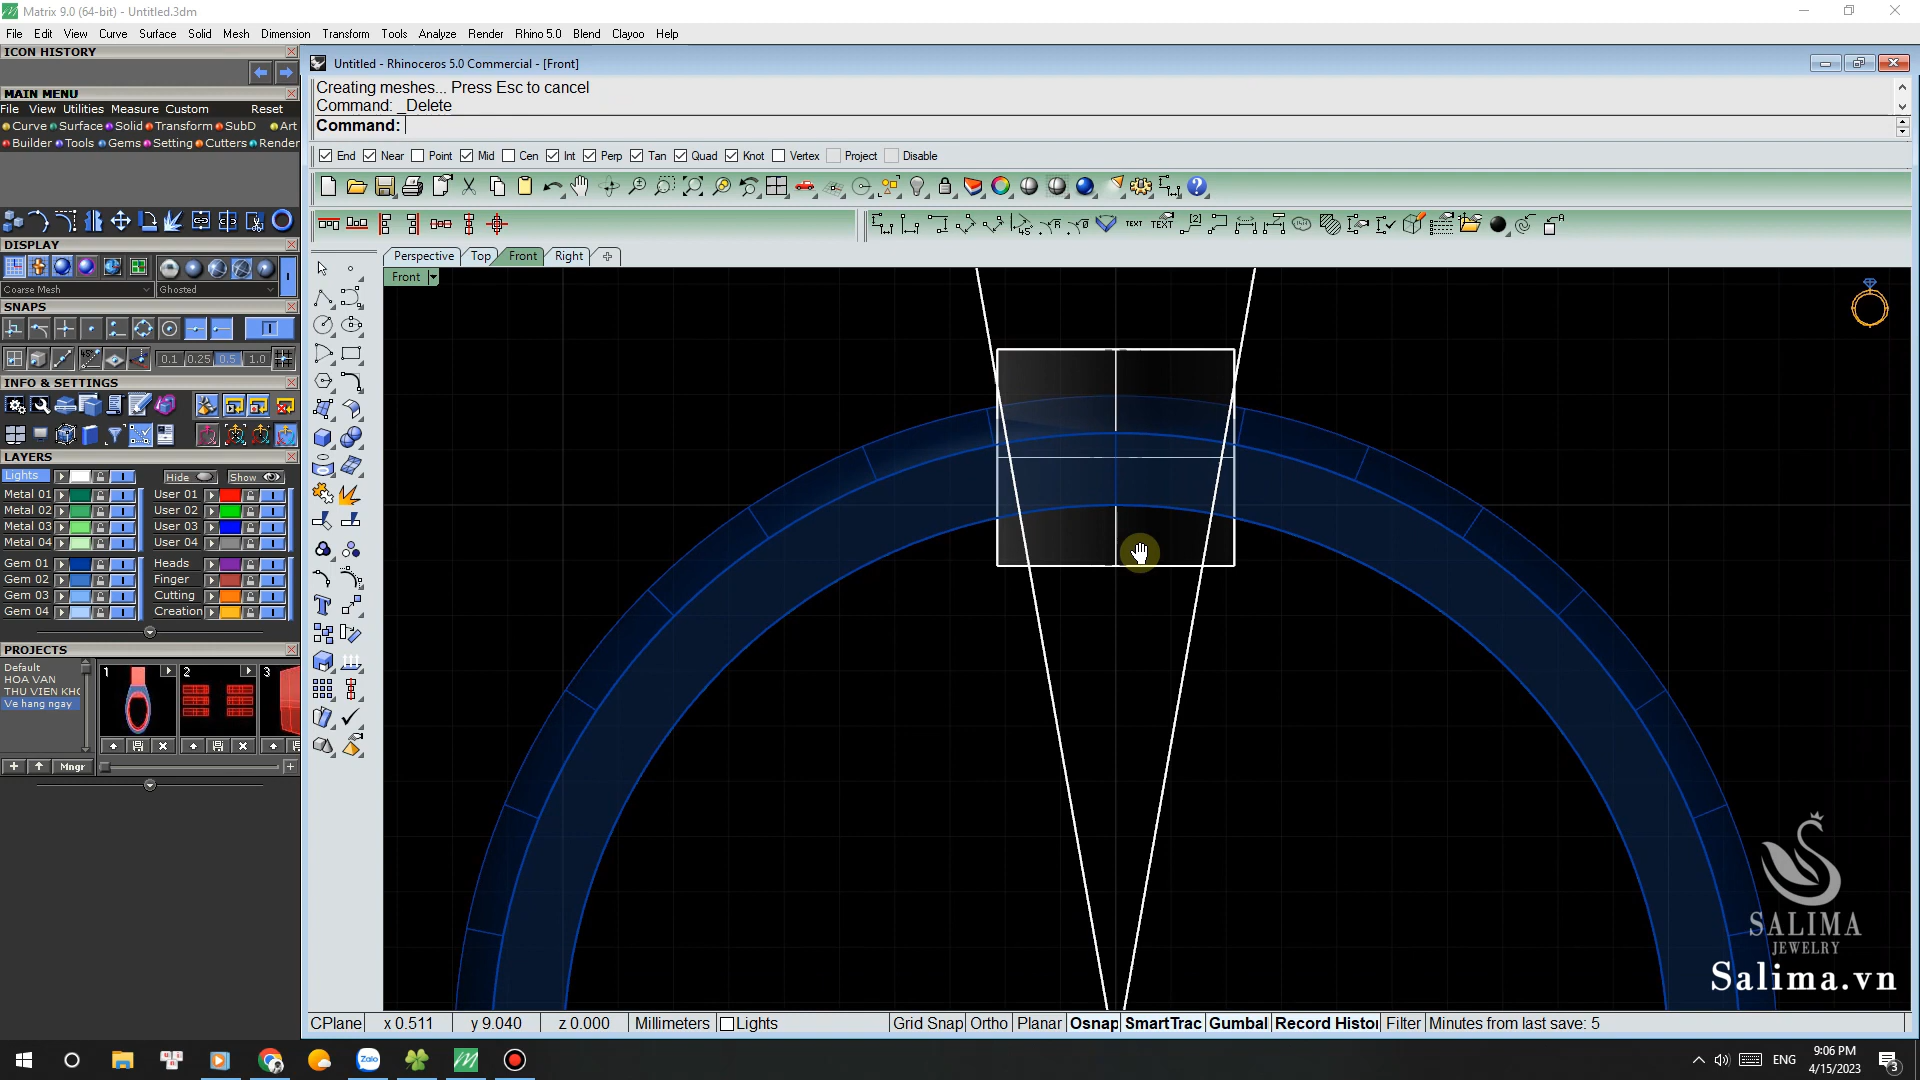 Matrix 9.0 (64-bit) - Untitled.3dm
File Edit View Curve Surface Solid Mesh Dimension Transform Tools Analyze Render Rhino 5.0 Blend Clayoo Help
ICON HISTORY
Untitled - Rhinoceros 5.0 Commercial - [Front]
Creating meshes... Press Esc to cancel
Command: _Delete
Command:
MAIN MENU
File View Utilities Measure Custom Reset
Curve Surface Solid Transform SubD Art
Builder Tools Gems Setting Cutters Render
End Near Point Mid Cen Int Perp Tan Quad Knot Vertex Project Disable
TEXT TEXT
Perspective Top Front Right
Front
DISPLAY
Coarse Mesh Ghosted
SNAPS
0.1 0.25 0.5 1.0
INFO & SETTINGS
LAYERS
Lights Hide Show
Metal 01 User 01
Metal 02 User 02
Metal 03 User 03
Metal 04 User 04
Gem 01 Heads
Gem 02 Finger
Gem 03 Cutting
Gem 04 Creation
PROJECTS
Default
HOA VAN
THU VIEN KHO
Ve hang ngay
1 2 3
Mngr
SALIMA
JEWELRY
Salima.vn
CPlane x 0.511 y 9.040 z 0.000 Millimeters Lights Grid Snap Ortho Planar Osnap SmartTrac Gumbal Record Histor Filter Minutes from last save: 5
Zalo
ENG
9:06 PM
4/15/2023
3